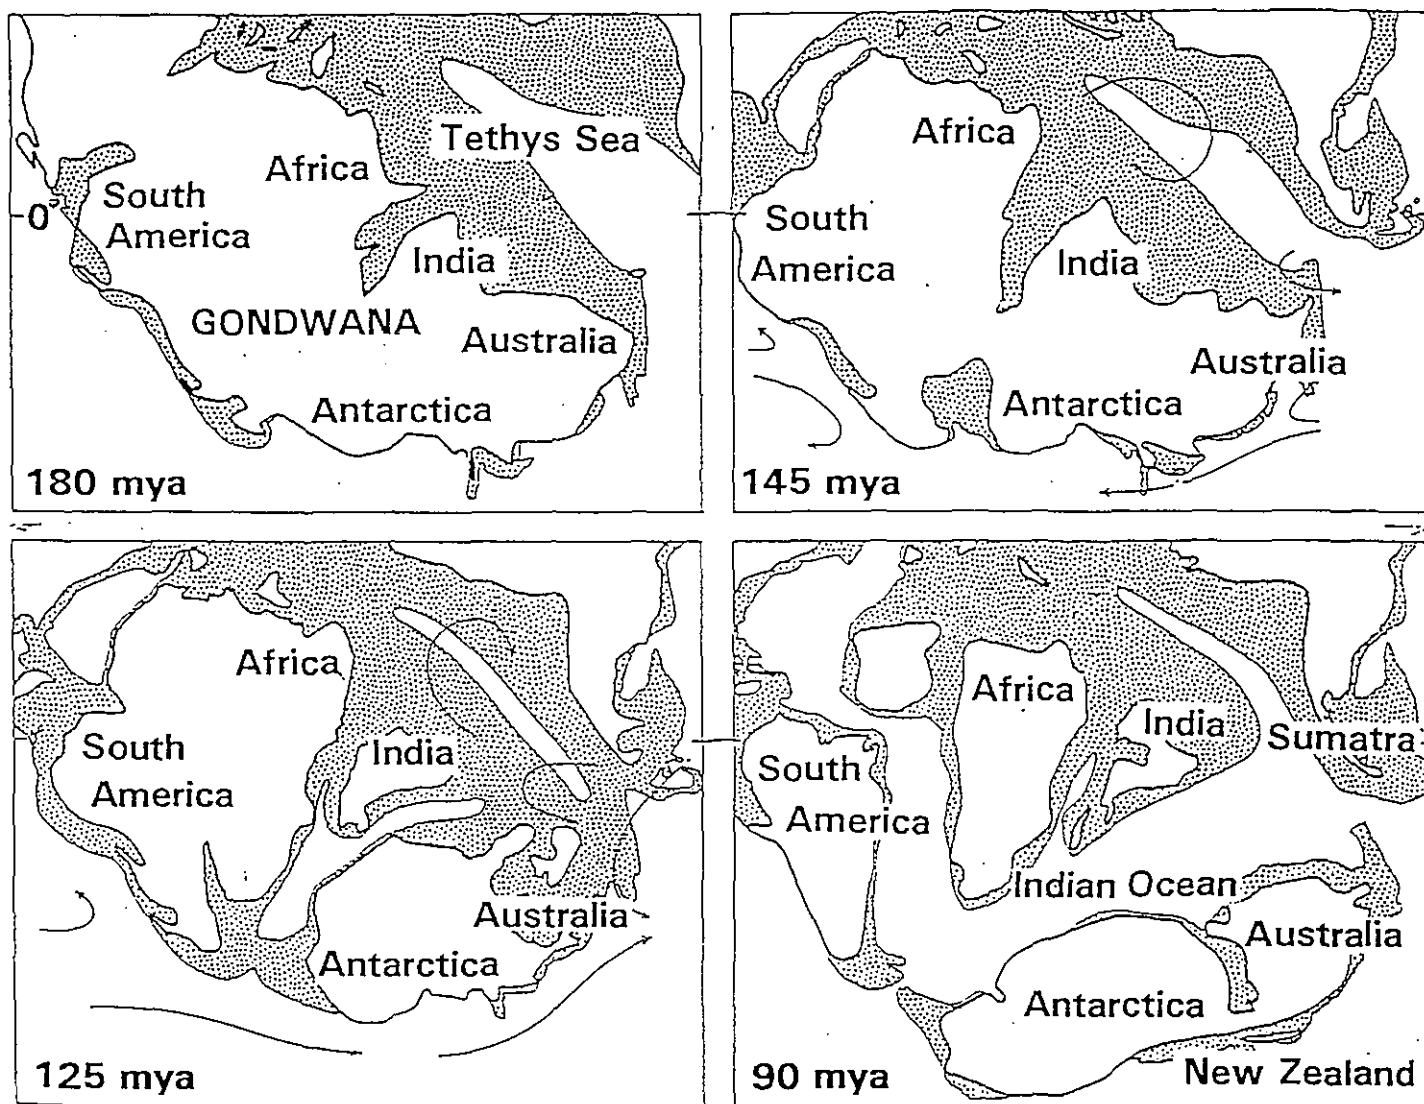 Tethys Sea
Africa
South
America
0°
India
GONDWANA
Australia
Antarctica
180 mya
Africa
South
America
India
Australia
Antarctica
145 mya
Africa
South
America
India
Australia
Antarctica
125 mya
Africa
India
Sumatra
South
America
Indian Ocean
Australia
Antarctica
New Zealand
90 mya